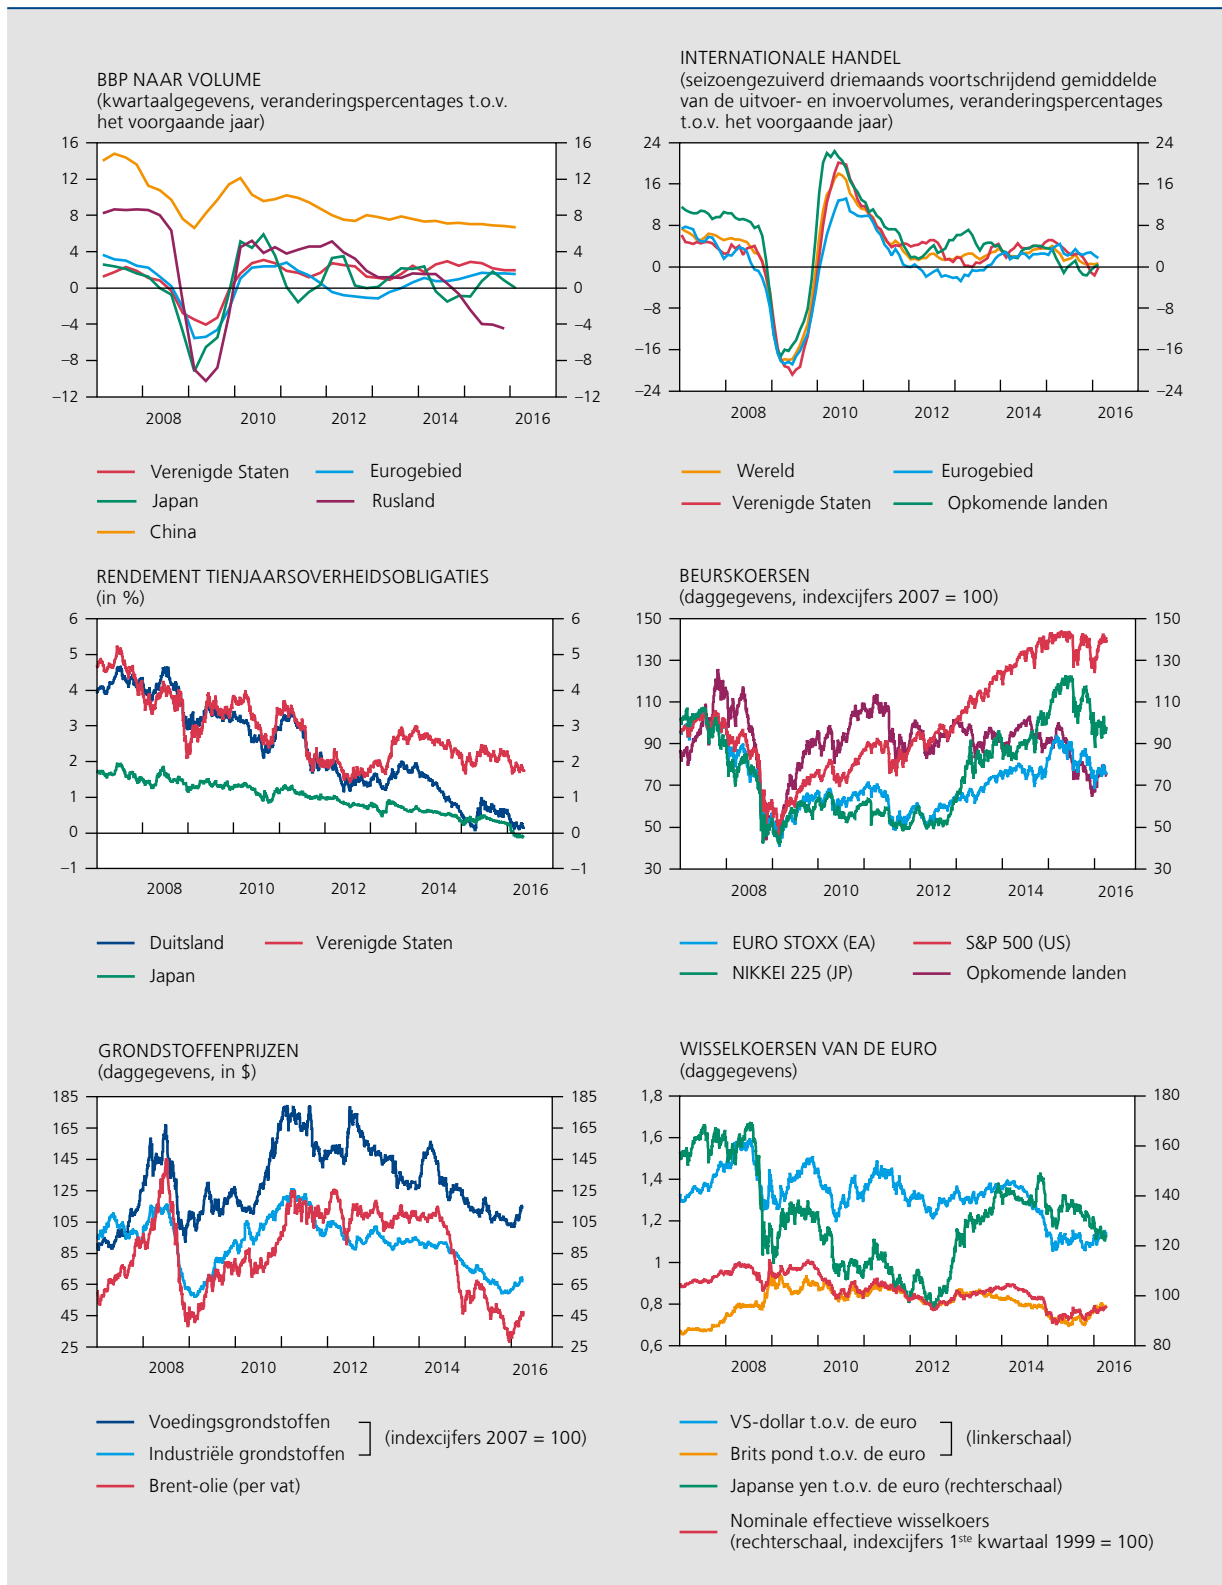 BBP NAAR VOLUME
(kwartaalgegevens, veranderingspercentages t.o.v.
het voorgaande jaar)
16 16
12 12
8 8
4 4
0 0
–4 –4
–8 –8
–12 –12
2008 2010 2012 2014 2016
Verenigde Staten Eurogebied
Japan Rusland
China
INTERNATIONALE HANDEL
(seizoengezuiverd driemaands voortschrijdend gemiddelde
van de uitvoer- en invoervolumes, veranderingspercentages
t.o.v. het voorgaande jaar)
24 24
16 16
8 8
0 0
–8 –8
–16 –16
–24 –24
2008 2010 2012 2014 2016
Wereld Eurogebied
Verenigde Staten Opkomende landen
RENDEMENT TIENJAARSOVERHEIDSOBLIGATIES
(in %)
6 6
5 5
4 4
3 3
2 2
1 1
0 0
–1 –1
2008 2010 2012 2014 2016
Duitsland Verenigde Staten
Japan
BEURSKOERSEN
(daggegevens, indexcijfers 2007 = 100)
150 150
130 130
110 110
90 90
70 70
50 50
30 30
2008 2010 2012 2014 2016
EURO STOXX (EA) S&P 500 (US)
NIKKEI 225 (JP) Opkomende landen
GRONDSTOFFENPRIJZEN
(daggegevens, in $)
185 185
165 165
145 145
125 125
105 105
85 85
65 65
45 45
25 25
2008 2010 2012 2014 2016
Voedingsgrondstoffen
Industriële grondstoffen
(indexcijfers 2007 = 100)
Brent-olie (per vat)
WISSELKOERSEN VAN DE EURO
(daggegevens)
1,8 180
1,6 160
1,4 140
1,2 120
1
0,8 100
0,6 80
2008 2010 2012 2014 2016
VS-dollar t.o.v. de euro
Brits pond t.o.v. de euro
(linkerschaal)
Japanse yen t.o.v. de euro (rechterschaal)
Nominale effectieve wisselkoers
(rechterschaal, indexcijfers 1ste kwartaal 1999 = 100)